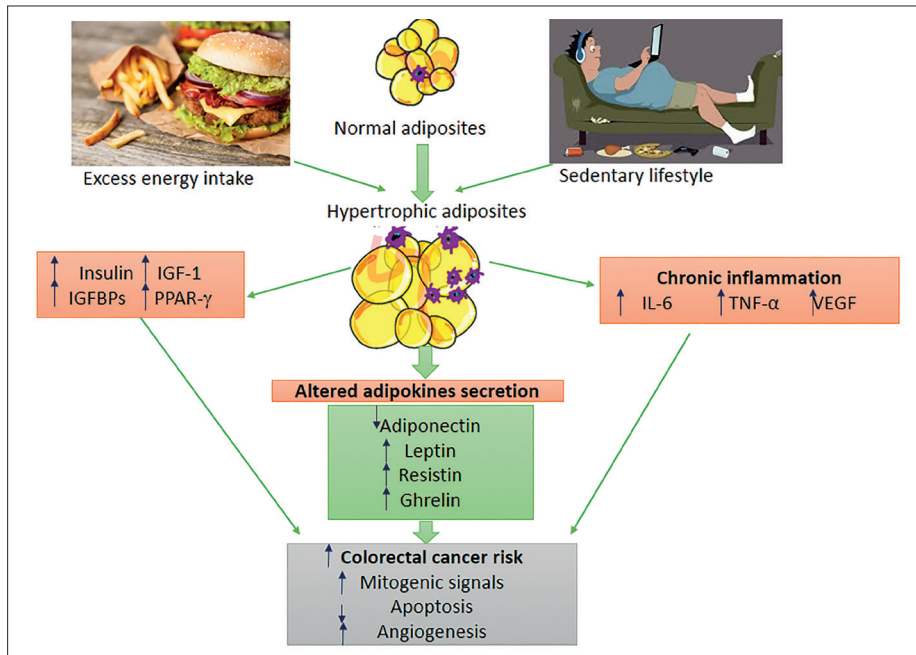 Normal adiposites
Excess energy intake
Sedentary lifestyle
Hypertrophic adiposites
Insulin IGF-1
IGFBPs PPAR-γ
Chronic inflammation
IL-6 TNF-α VEGF
Altered adipokines secretion
Adiponectin
Leptin
Resistin
Ghrelin
Colorectal cancer risk
Mitogenic signals
Apoptosis
Angiogenesis